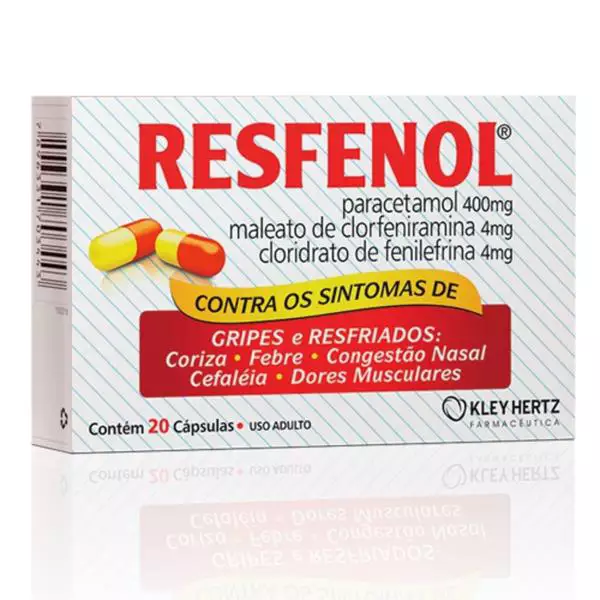 RESFENOL®
paracetamol 400mg
maleato de clorfeniramina 4mg
cloridrato de fenilefrina 4mg
CONTRA OS SINTOMAS DE
GRIPES e RESFRIADOS:
Coriza • Febre • Congestão Nasal
Cefaléia • Dores Musculares
Contém 20 Cápsulas • USO ADULTO
KLEY HERTZ
FARMACÊUTICA